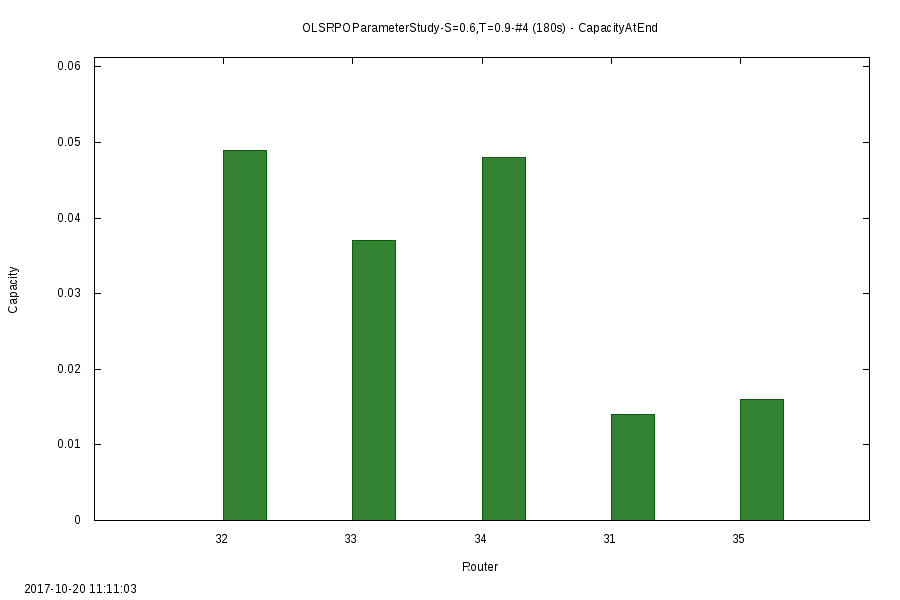 OLSRPOParameterStudy-S=0.6,T=0.9-#4 (180s) - CapacityAtEnd
0.06
0.05
0.04
0.03
0.02
0.01
0
Capacity
32 33 34 31 35
Router
2017-10-20 11:11:03